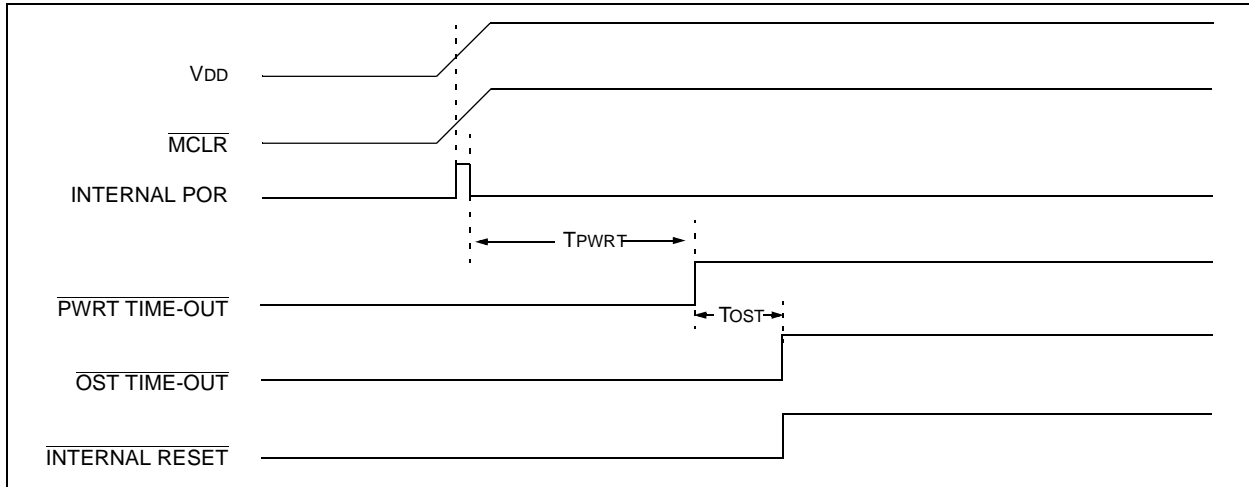 VDD
MCLR
INTERNAL POR
TPWRT
PWRT TIME-OUT
TOST
OST TIME-OUT
INTERNAL RESET